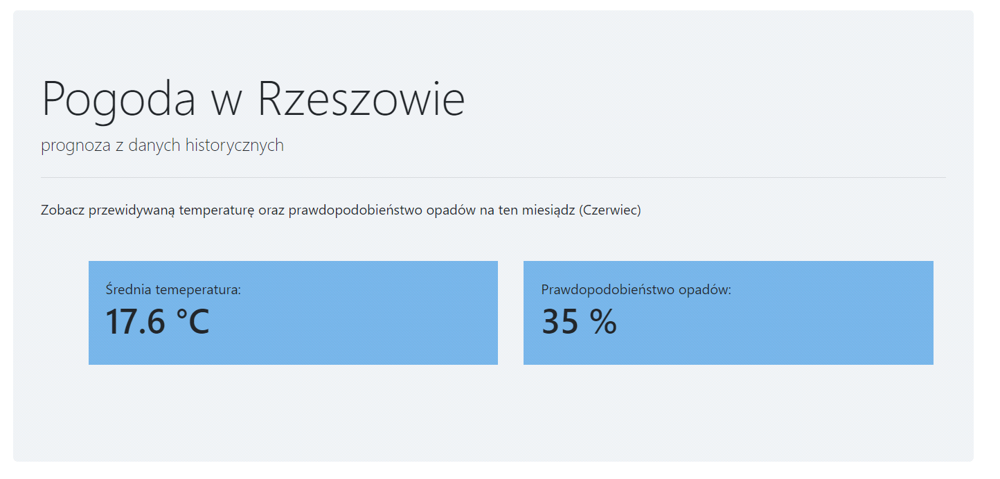 Pogoda w Rzeszowie
prognoza z danych historycznych
Zobacz przewidywaną temperaturę oraz prawdopodobieństwo opadów na ten miesiądz (Czerwiec)
Średnia temeperatura:
17.6 °C
Prawdopodobieństwo opadów:
35 %